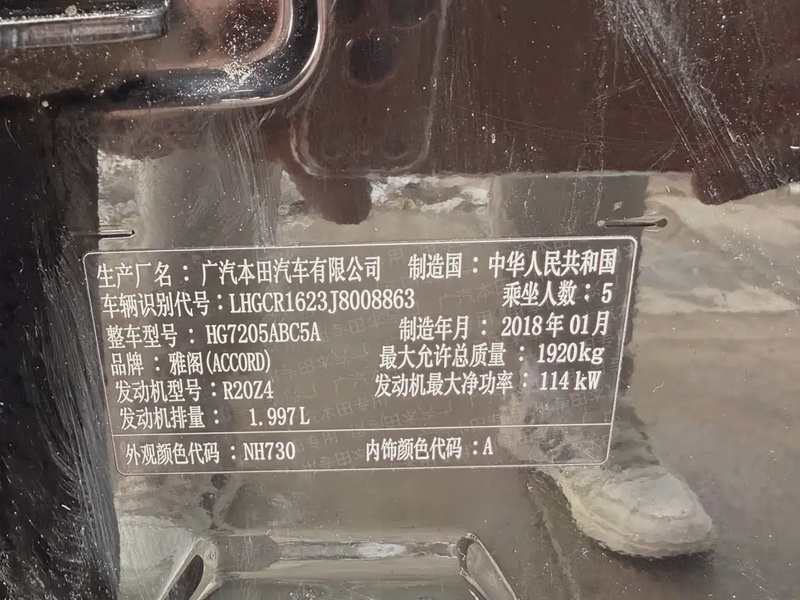 生产厂名：广汽本田汽车有限公司 制造国：中华人民共和国
车辆识别代号：LHGCR1623J8008863 乘坐人数：5
整车型号：HG7205ABC5A 制造年月：2018年01月
品牌：雅阁(ACCORD) 最大允许总质量：1920kg
发动机型号：R20Z4 发动机最大净功率：114kW
发动机排量：1.997L
外观颜色代码：NH730 内饰颜色代码：A